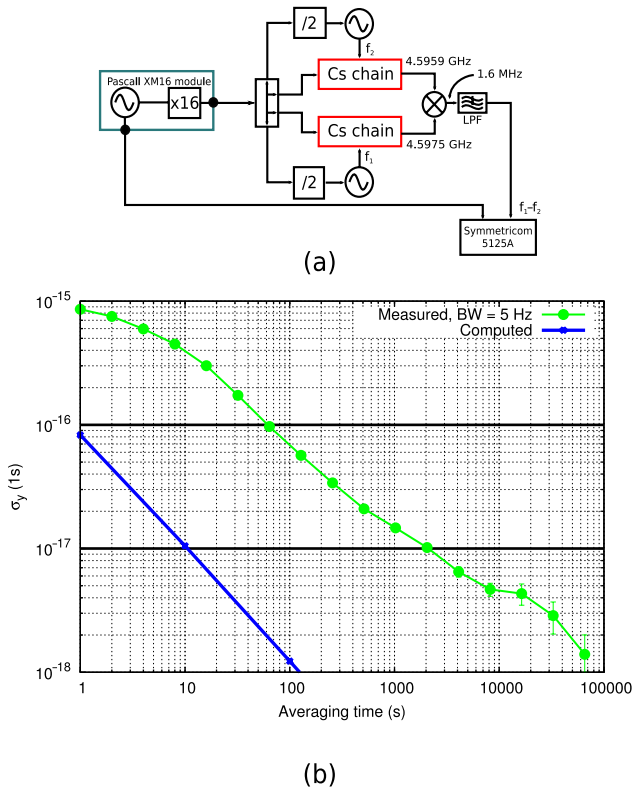 /2
f2
Pascall XM16 module
x16
Cs chain
4.5959 GHz
1.6 MHz
LPF
Cs chain
4.5975 GHz
f1
/2
f1-f2
Symmetricom
5125A
(a)
10-15
Measured, BW = 5 Hz
Computed
10-16
σy (1s)
10-17
10-18
1 10 100 1000 10000 100000
Averaging time (s)
(b)